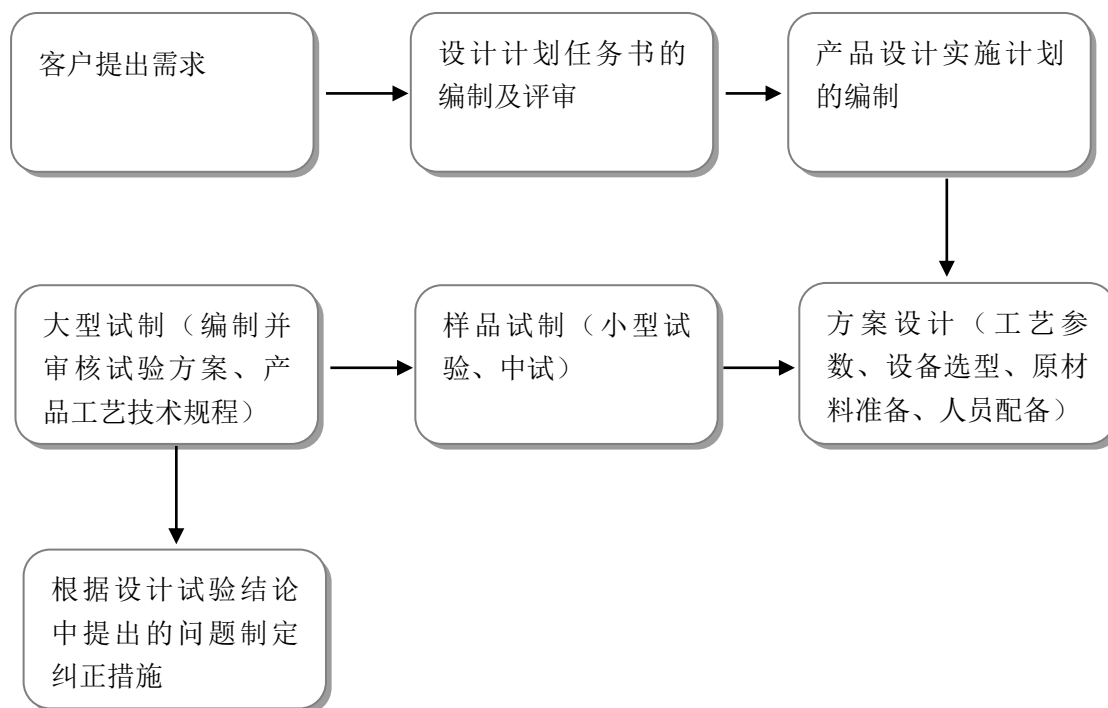 客户提出需求
设计计划任务书的
编制及评审
产品设计实施计划
的编制
大型试制（编制并
审核试验方案、产
品工艺技术规程）
样品试制（小型试
验、中试）
方案设计（工艺参
数、设备选型、原材
料准备、人员配备）
根据设计试验结论
中提出的问题制定
纠正措施